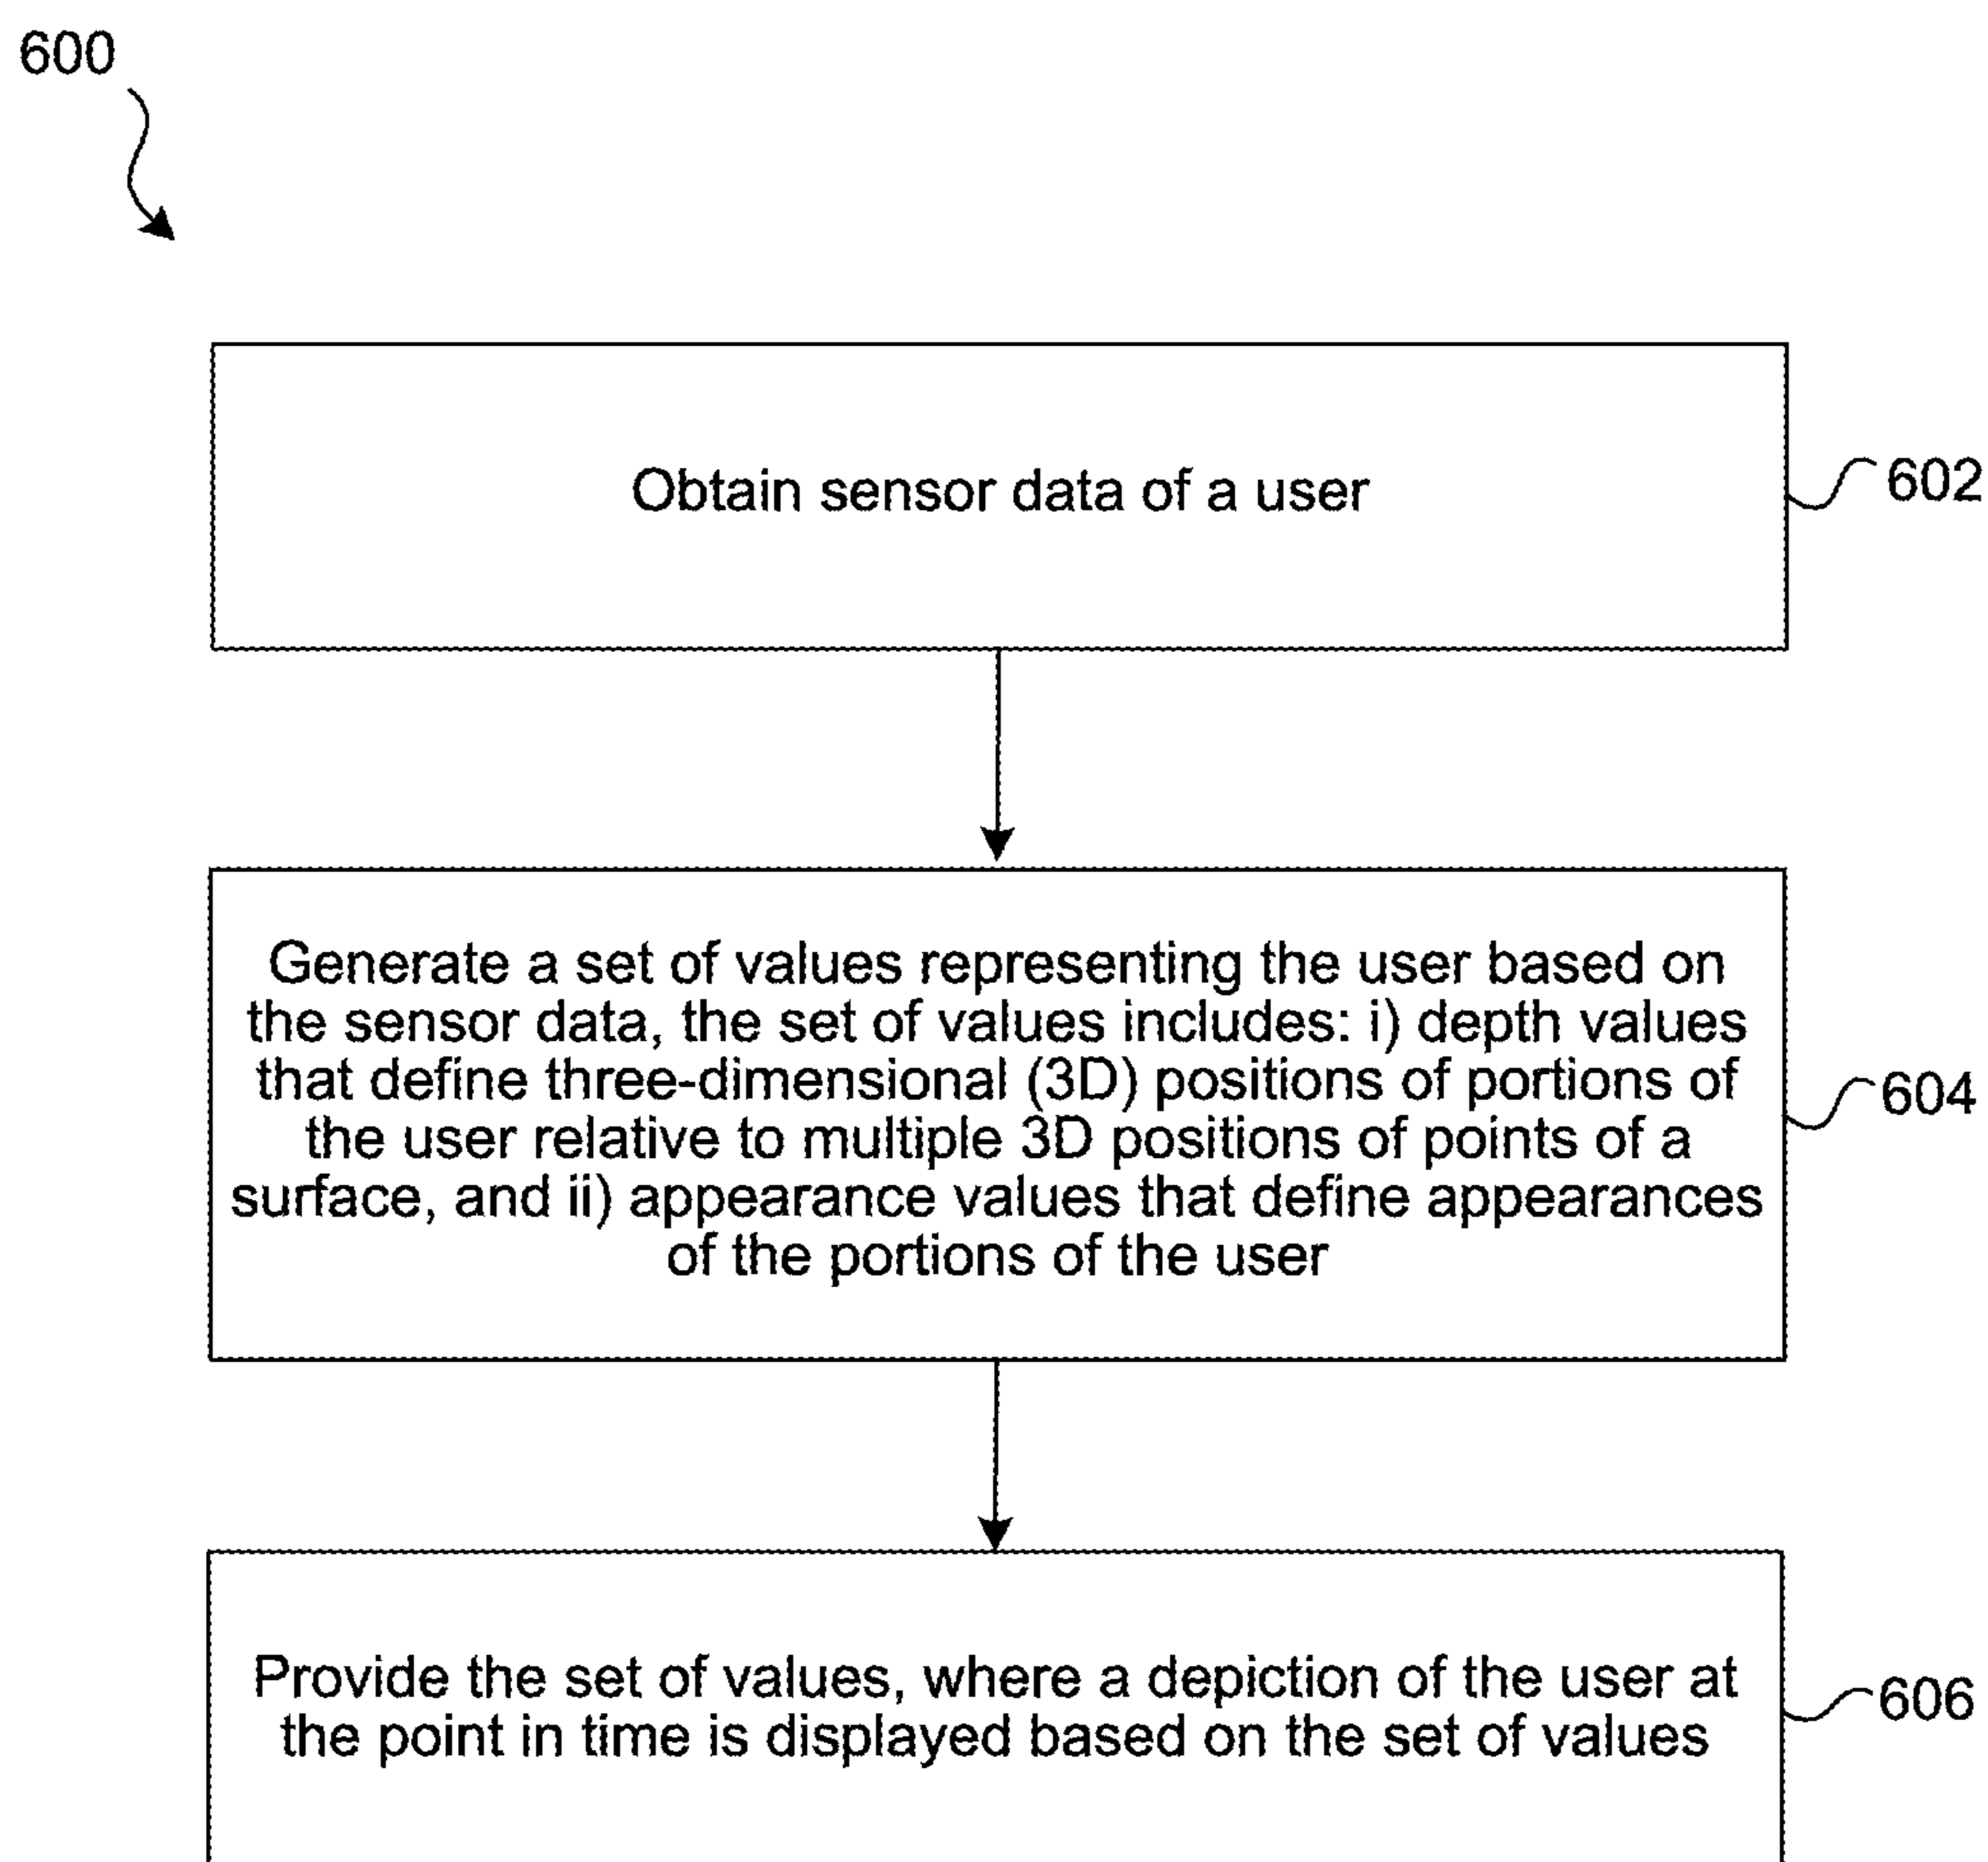 600
Obtain sensor data of a user
602
Generate a set of values representing the user based on
the sensor data, the set of values includes: i) depth values
that define three-dimensional (3D) positions of portions of
the user relative to multiple 3D positions of points of a
surface, and ii) appearance values that define appearances
of the portions of the user
604
Provide the set of values, where a depiction of the user at
the point in time is displayed based on the set of values
606